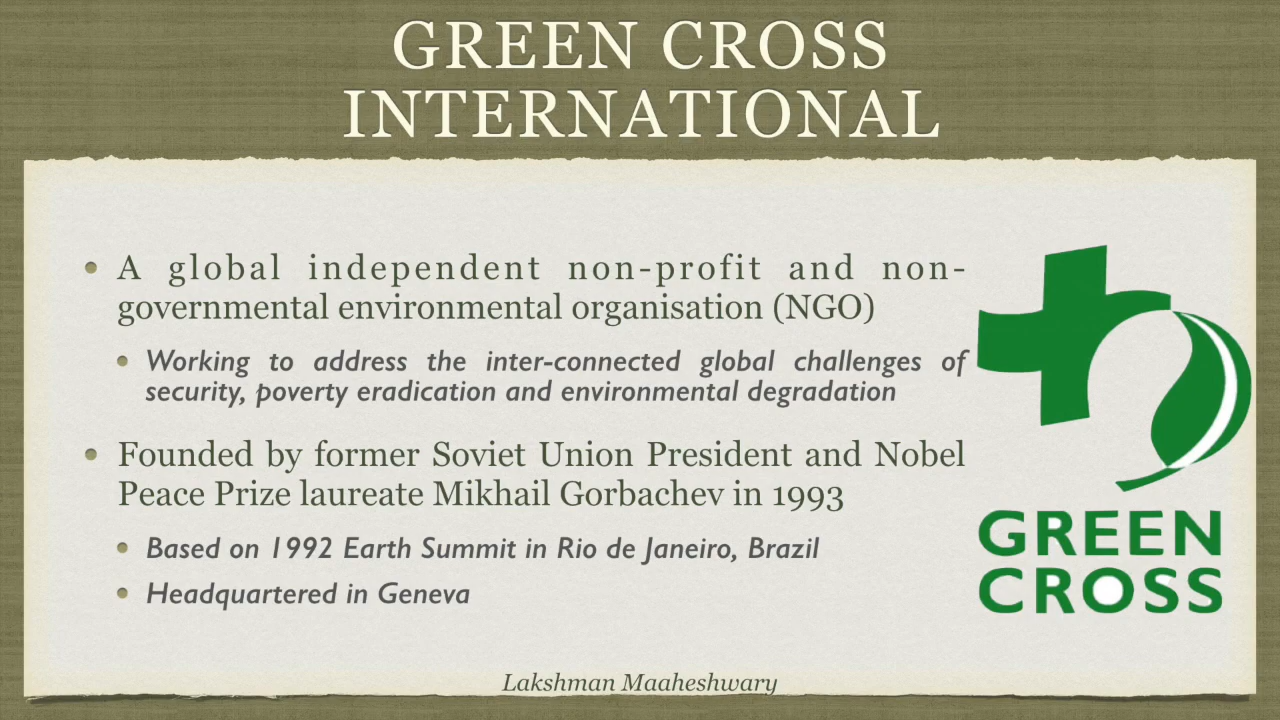 GREEN CROSS
INTERNATIONAL
• A global independent non-profit and non-
governmental environmental organisation (NGO)
• Working to address the inter-connected global challenges of
security, poverty eradication and environmental degradation
• Founded by former Soviet Union President and Nobel
Peace Prize laureate Mikhail Gorbachev in 1993
• Based on 1992 Earth Summit in Rio de Janeiro, Brazil
• Headquartered in Geneva
GREEN
CROSS
Lakshman Maaheshwary